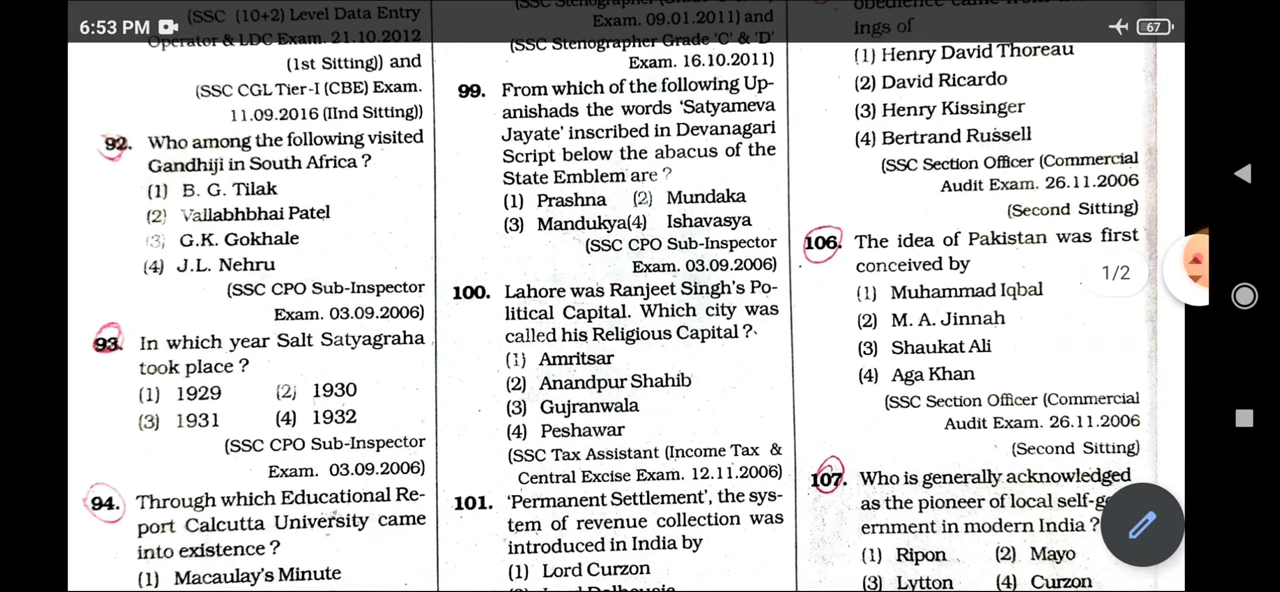 6:53 PM
67
(SSC (10+2) Level Data Entry
Operator & LDC Exam. 21.10.2012
(1st Sitting)) and
(SSC CGL Tier-I (CBE) Exam.
11.09.2016 (IInd Sitting))
92. Who among the following visited
Gandhiji in South Africa ?
(1) B. G. Tilak
(2) Vallabhbhai Patel
(3) G.K. Gokhale
(4) J.L. Nehru
(SSC CPO Sub-Inspector
Exam. 03.09.2006)
93. In which year Salt Satyagraha
took place ?
(1) 1929 (2) 1930
(3) 1931 (4) 1932
(SSC CPO Sub-Inspector
Exam. 03.09.2006)
94. Through which Educational Re-
port Calcutta University came
into existence ?
(1) Macaulay's Minute
Exam. 09.01.2011) and
(SSC Stenographer Grade 'C' & 'D'
Exam. 16.10.2011)
99. From which of the following Up-
anishads the words 'Satyameva
Jayate' inscribed in Devanagari
Script below the abacus of the
State Emblem are ?
(1) Prashna (2) Mundaka
(3) Mandukya(4) Ishavasya
(SSC CPO Sub-Inspector
Exam. 03.09.2006)
100. Lahore was Ranjeet Singh's Po-
litical Capital. Which city was
called his Religious Capital ?
(1) Amritsar
(2) Anandpur Shahib
(3) Gujranwala
(4) Peshawar
(SSC Tax Assistant (Income Tax &
Central Excise Exam. 12.11.2006)
101. 'Permanent Settlement', the sys-
tem of revenue collection was
introduced in India by
(1) Lord Curzon
ings of
(1) Henry David Thoreau
(2) David Ricardo
(3) Henry Kissinger
(4) Bertrand Russell
(SSC Section Officer (Commercial
Audit Exam. 26.11.2006
(Second Sitting)
106. The idea of Pakistan was first
conceived by
(1) Muhammad Iqbal
(2) M. A. Jinnah
(3) Shaukat Ali
(4) Aga Khan
(SSC Section Officer (Commercial
Audit Exam. 26.11.2006
(Second Sitting)
107. Who is generally acknowledged
as the pioneer of local self-g
ernment in modern India ?
(1) Ripon (2) Mayo
(3) Lytton (4) Curzon
1/2